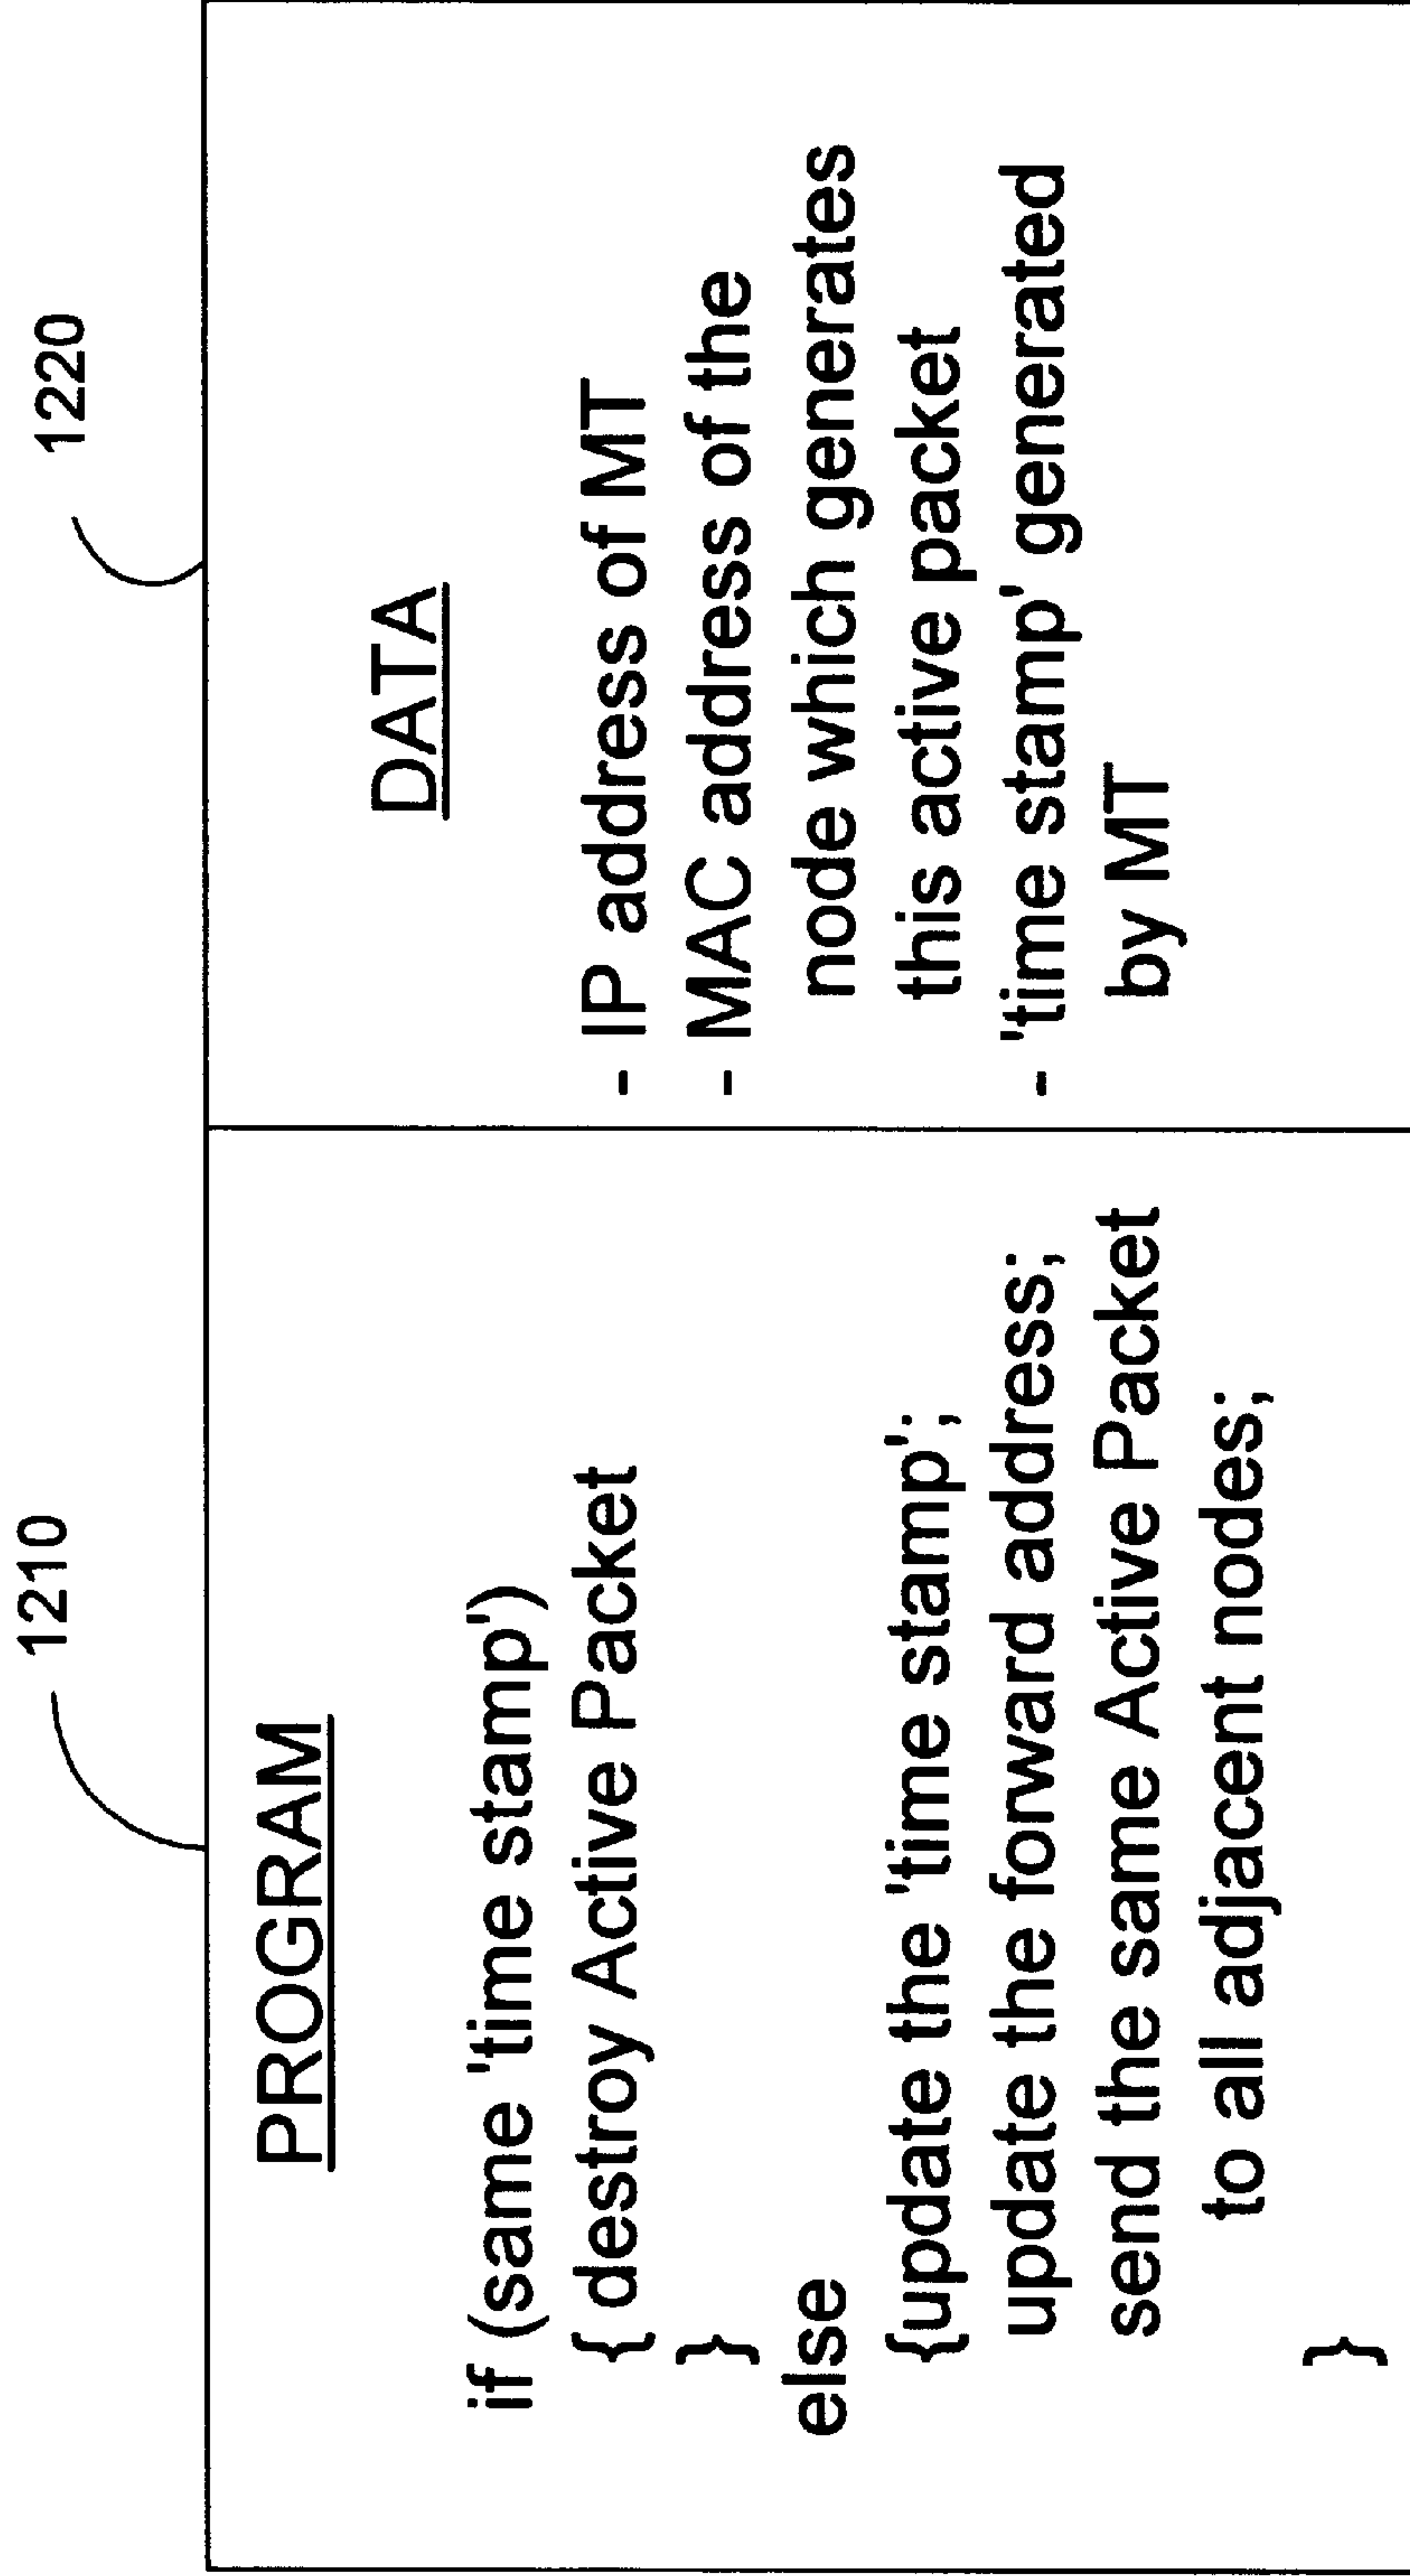 1210
PROGRAM
if (same 'time stamp')
{ destroy Active Packet
}
else
{update the 'time stamp';
update the forward address;
send the same Active Packet
to all adjacent nodes;
}
1220
DATA
- IP address of MT
- MAC address of the
node which generates
this active packet
- 'time stamp' generated
by MT